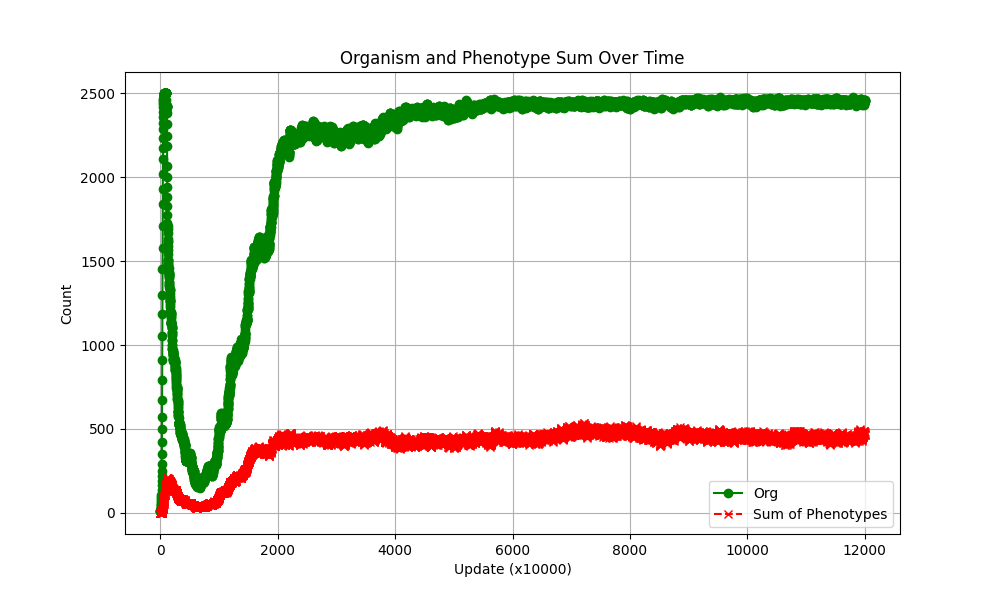 Organism and Phenotype Sum Over Time
Count
2500
2000
1500
1000
500
0
0 2000 4000 6000 8000 10000 12000
Update (x10000)
Org
Sum of Phenotypes